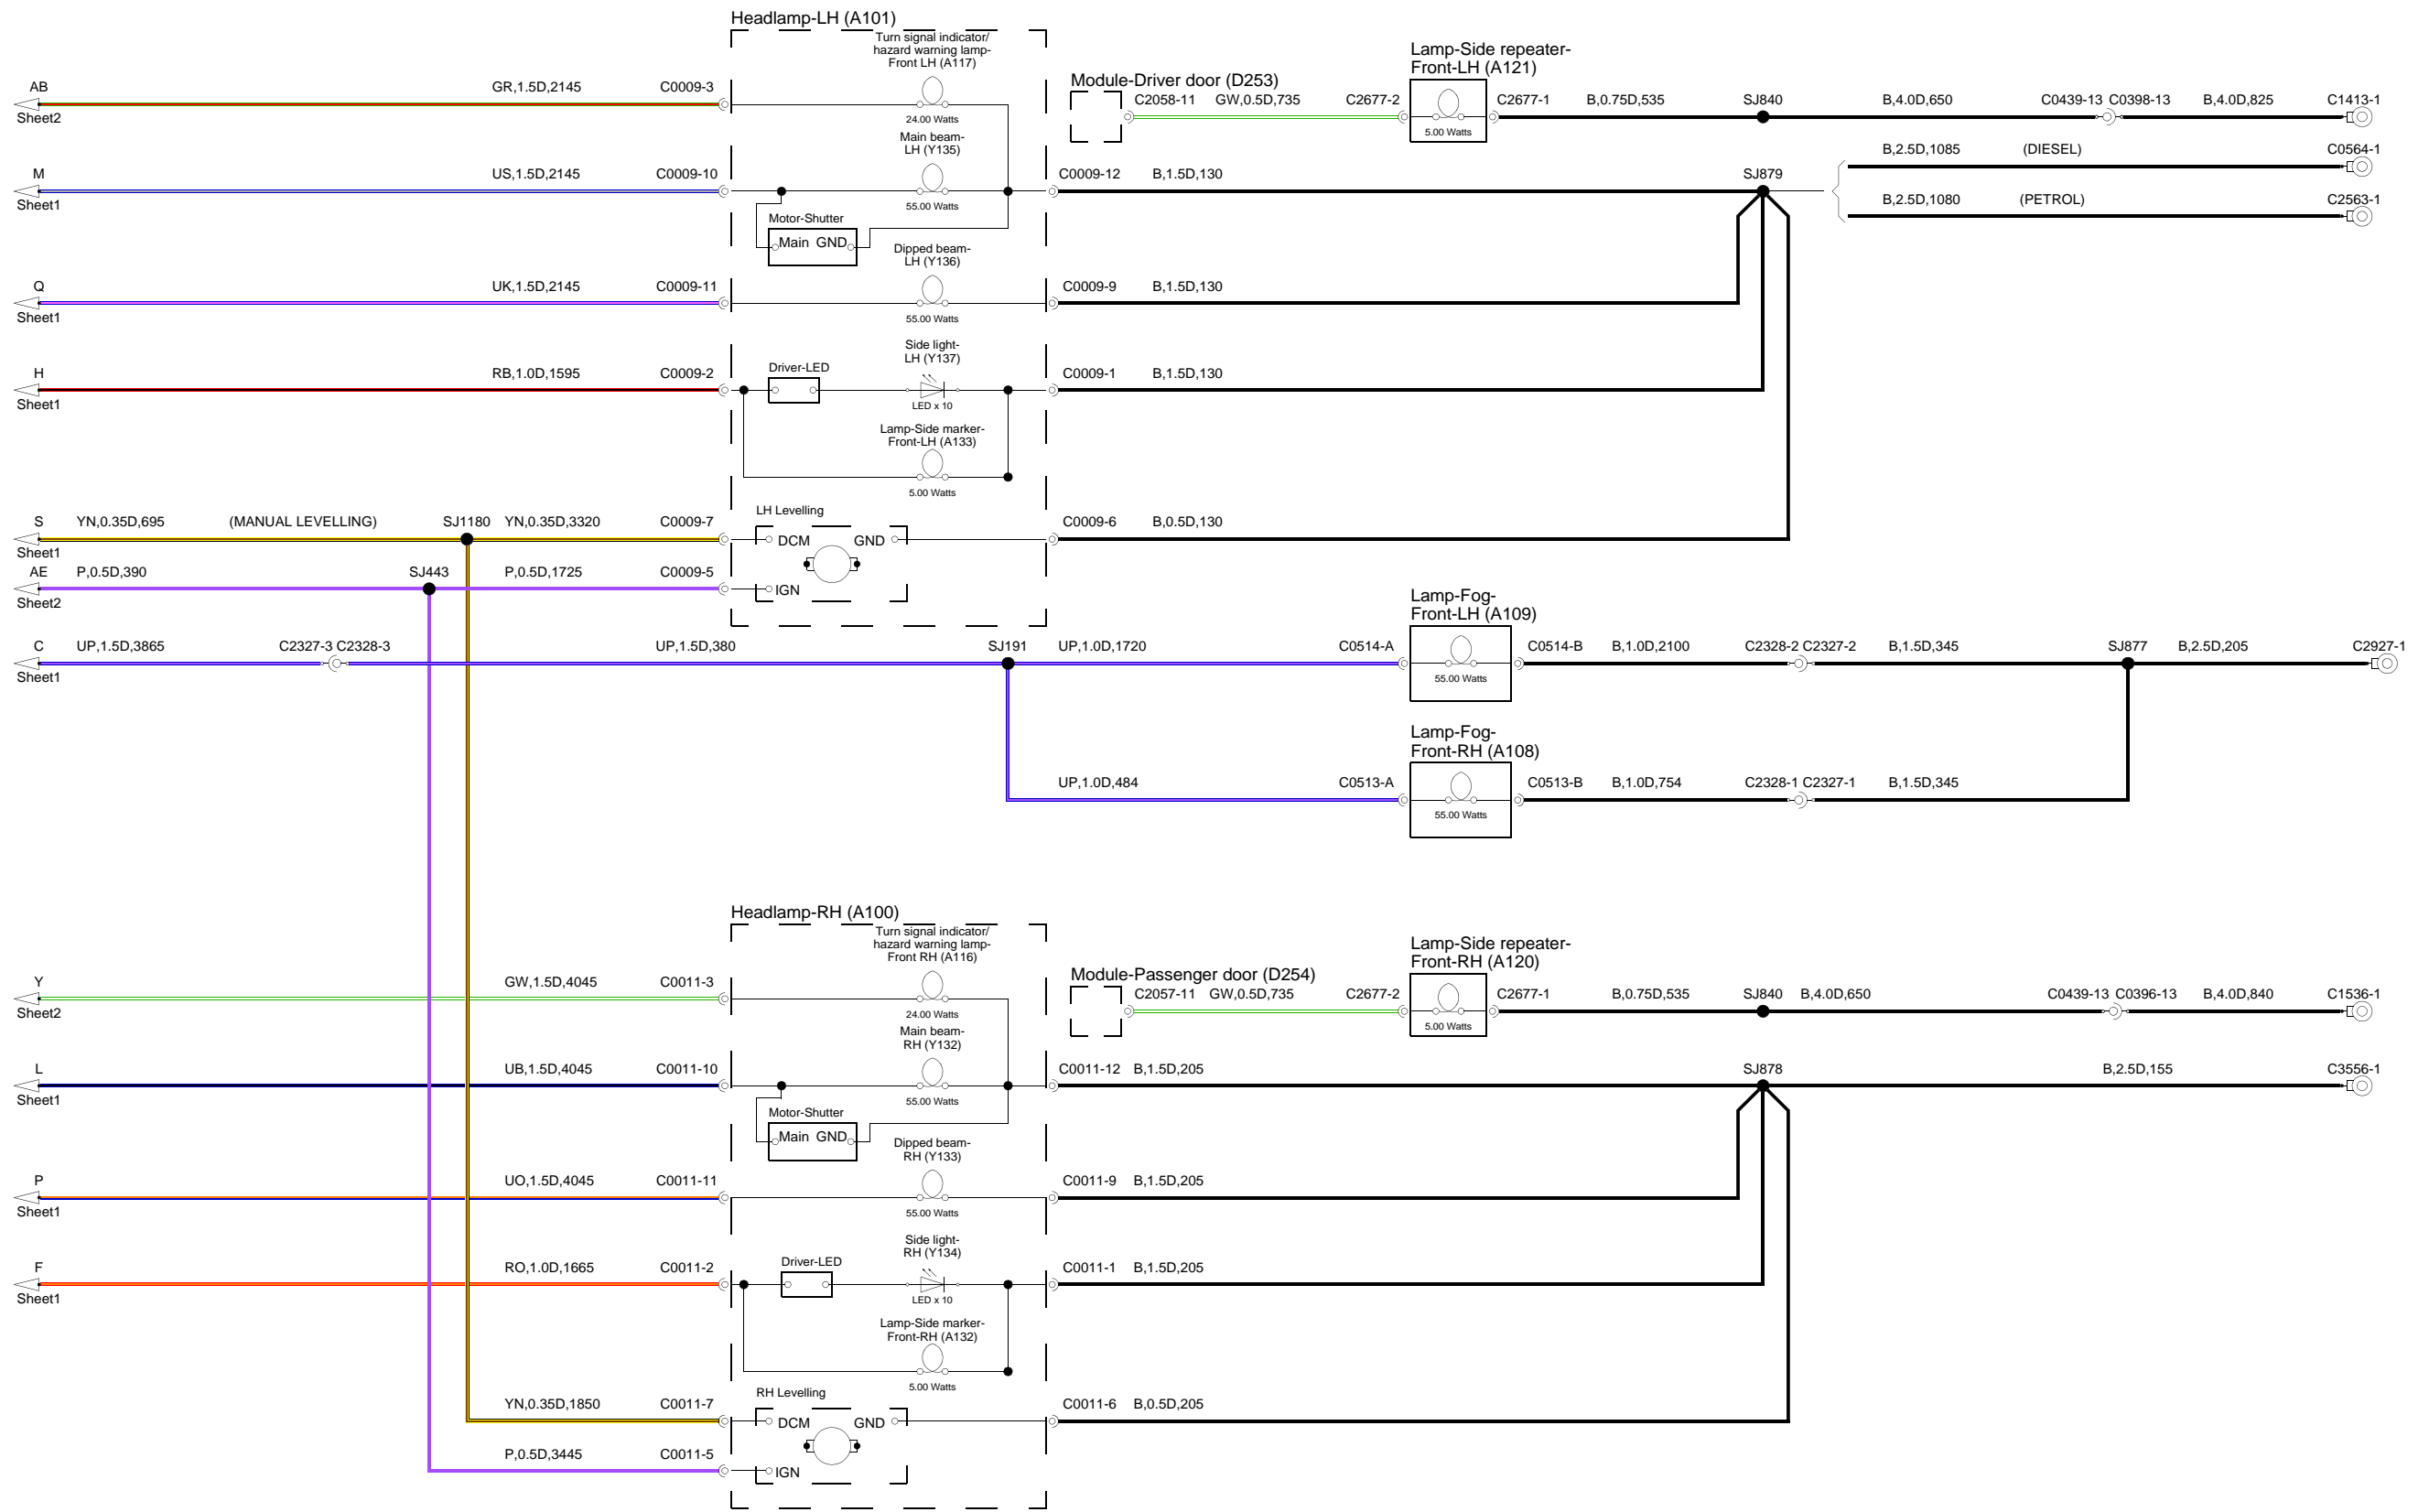 Headlamp-LH (A101)
Turn signal indicator/
hazard warning lamp-
Front LH (A117)
24.00 Watts
AB
Sheet2
GR,1.5D,2145
C0009-3
Module-Driver door (D253)
C2058-11
GW,0.5D,735
C2677-2
Lamp-Side repeater-
Front-LH (A121)
5.00 Watts
C2677-1
B,0.75D,535
SJ840
B,4.0D,650
C0439-13 C0398-13
B,4.0D,825
C1413-1
M
Sheet1
US,1.5D,2145
C0009-10
Main beam-
LH (Y135)
55.00 Watts
Motor-Shutter
Main GND
C0009-12
B,1.5D,130
SJ879
B,2.5D,1085
(DIESEL)
C0564-1
B,2.5D,1080
(PETROL)
C2563-1
Q
Sheet1
UK,1.5D,2145
C0009-11
Dipped beam-
LH (Y136)
55.00 Watts
C0009-9
B,1.5D,130
H
Sheet1
RB,1.0D,1595
C0009-2
Driver-LED
Side light-
LH (Y137)
LED x 10
C0009-1
B,1.5D,130
Lamp-Side marker-
Front-LH (A133)
5.00 Watts
S
Sheet1
YN,0.35D,695
(MANUAL LEVELLING)
SJ1180
YN,0.35D,3320
C0009-7
LH Levelling
DCM
GND
IGN
C0009-6
B,0.5D,130
AE
Sheet2
P,0.5D,390
SJ443
P,0.5D,1725
C0009-5
C
Sheet1
UP,1.5D,3865
C2327-3 C2328-3
UP,1.5D,380
SJ191
UP,1.0D,1720
C0514-A
Lamp-Fog-
Front-LH (A109)
55.00 Watts
C0514-B
B,1.0D,2100
C2328-2 C2327-2
B,1.5D,345
SJ877
B,2.5D,205
C2927-1
UP,1.0D,484
C0513-A
Lamp-Fog-
Front-RH (A108)
55.00 Watts
C0513-B
B,1.0D,754
C2328-1 C2327-1
B,1.5D,345
Headlamp-RH (A100)
Turn signal indicator/
hazard warning lamp-
Front RH (A116)
24.00 Watts
Y
Sheet2
GW,1.5D,4045
C0011-3
Module-Passenger door (D254)
C2057-11
GW,0.5D,735
C2677-2
Lamp-Side repeater-
Front-RH (A120)
5.00 Watts
C2677-1
B,0.75D,535
SJ840
B,4.0D,650
C0439-13 C0396-13
B,4.0D,840
C1536-1
L
Sheet1
UB,1.5D,4045
C0011-10
Main beam-
RH (Y132)
55.00 Watts
Motor-Shutter
Main GND
C0011-12
B,1.5D,205
SJ878
B,2.5D,155
C3556-1
P
Sheet1
UO,1.5D,4045
C0011-11
Dipped beam-
RH (Y133)
55.00 Watts
C0011-9
B,1.5D,205
F
Sheet1
RO,1.0D,1665
C0011-2
Driver-LED
Side light-
RH (Y134)
LED x 10
C0011-1
B,1.5D,205
Lamp-Side marker-
Front-RH (A132)
5.00 Watts
YN,0.35D,1850
C0011-7
RH Levelling
DCM
GND
IGN
C0011-6
B,0.5D,205
P,0.5D,3445
C0011-5